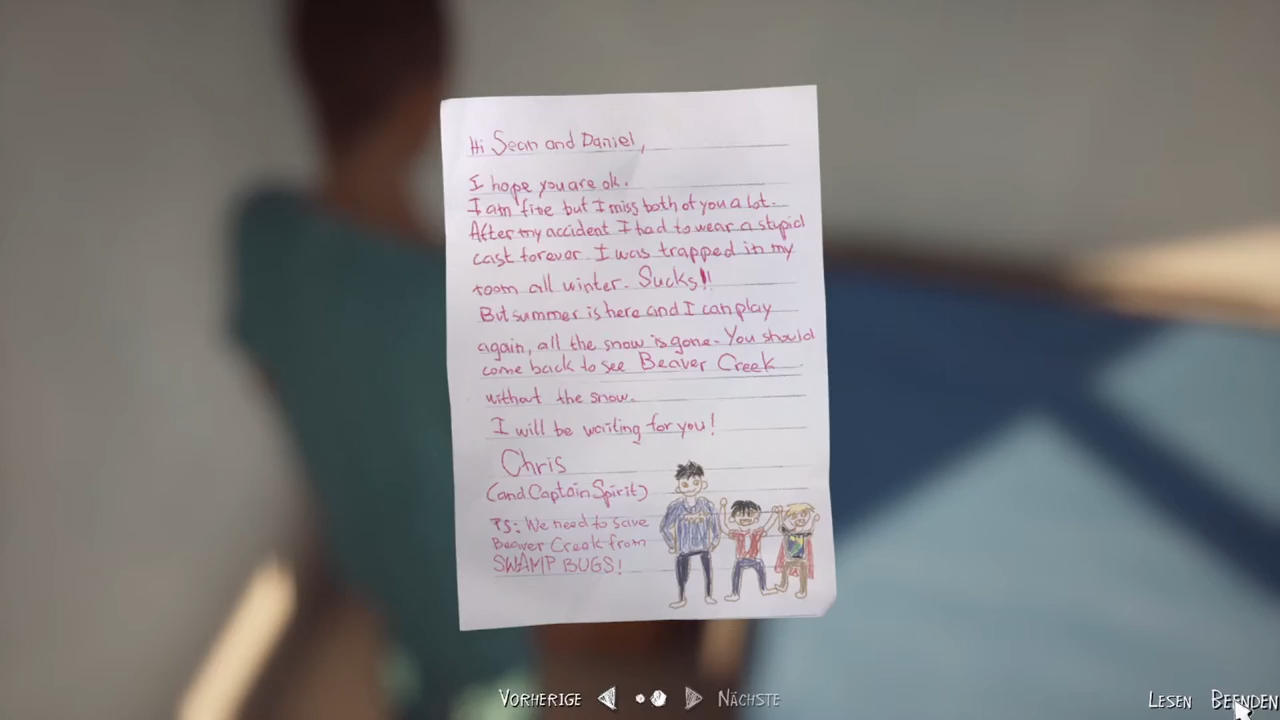 Hi Sean and Daniel,
I hope you are ok.
I am fine but I miss both of you a lot.
After my accident I had to wear a stupid
cast forever. I was trapped in my
room all winter. Sucks!!
But summer is here and I can play
again, all the snow is gone. You should
come back to see Beaver Creek
without the snow.
I will be waiting for you!
Chris
(and Captain Spirit)
PS: We need to save
Beaver Creek from
SWAMP BUGS!
VORHERIGE NÄCHSTE LESEN BEENDEN